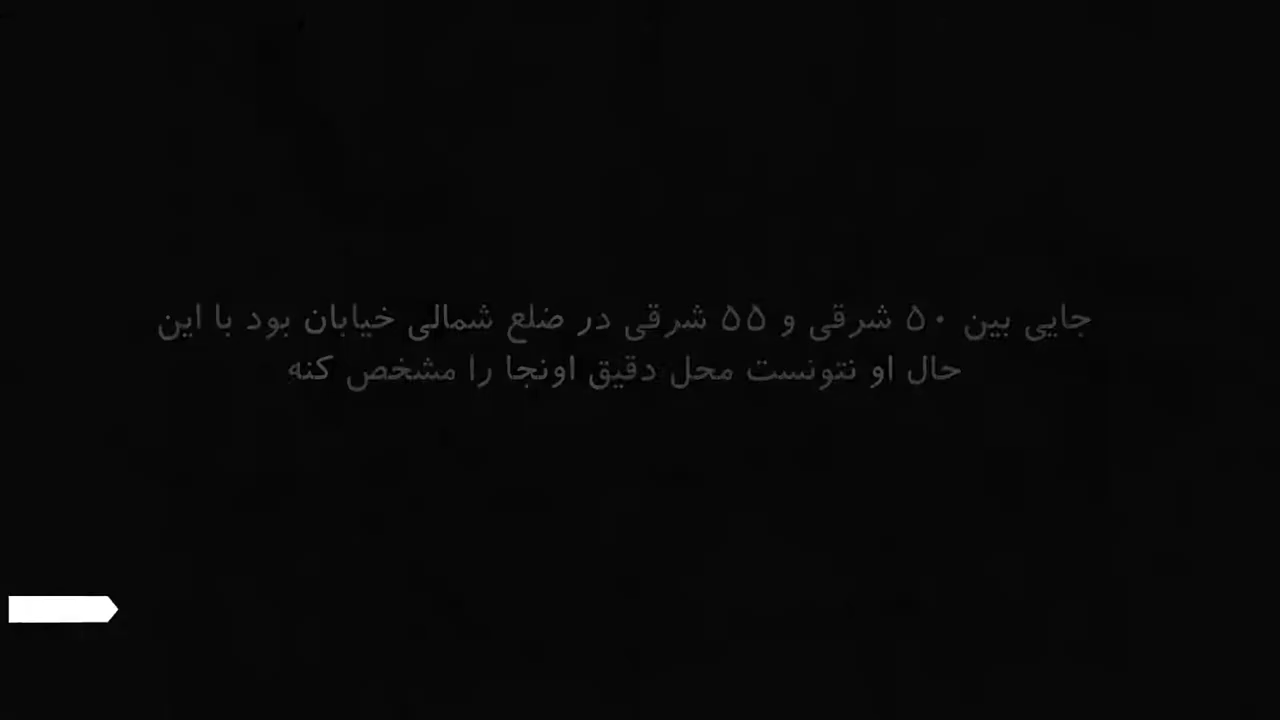 جایی بین ۵۰ شرقی و ۵۵ شرقی در ضلع شمالی خیابان بود با این
حال او نتونست محل دقیق اونجا را مشخص کنه